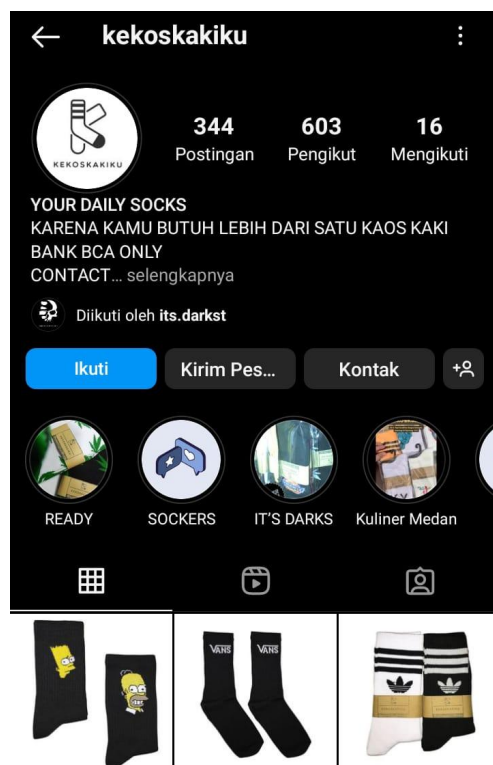 kekoskakiku
KEKOSKAKIKU
344 603 16
Postingan Pengikut Mengikuti
YOUR DAILY SOCKS
KARENA KAMU BUTUH LEBIH DARI SATU KAOS KAKI
BANK BCA ONLY
CONTACT... selengkapnya
Diikuti oleh its.darkst
Ikuti Kirim Pes... Kontak
READY SOCKERS IT'S DARKS Kuliner Medan
VANS VANS